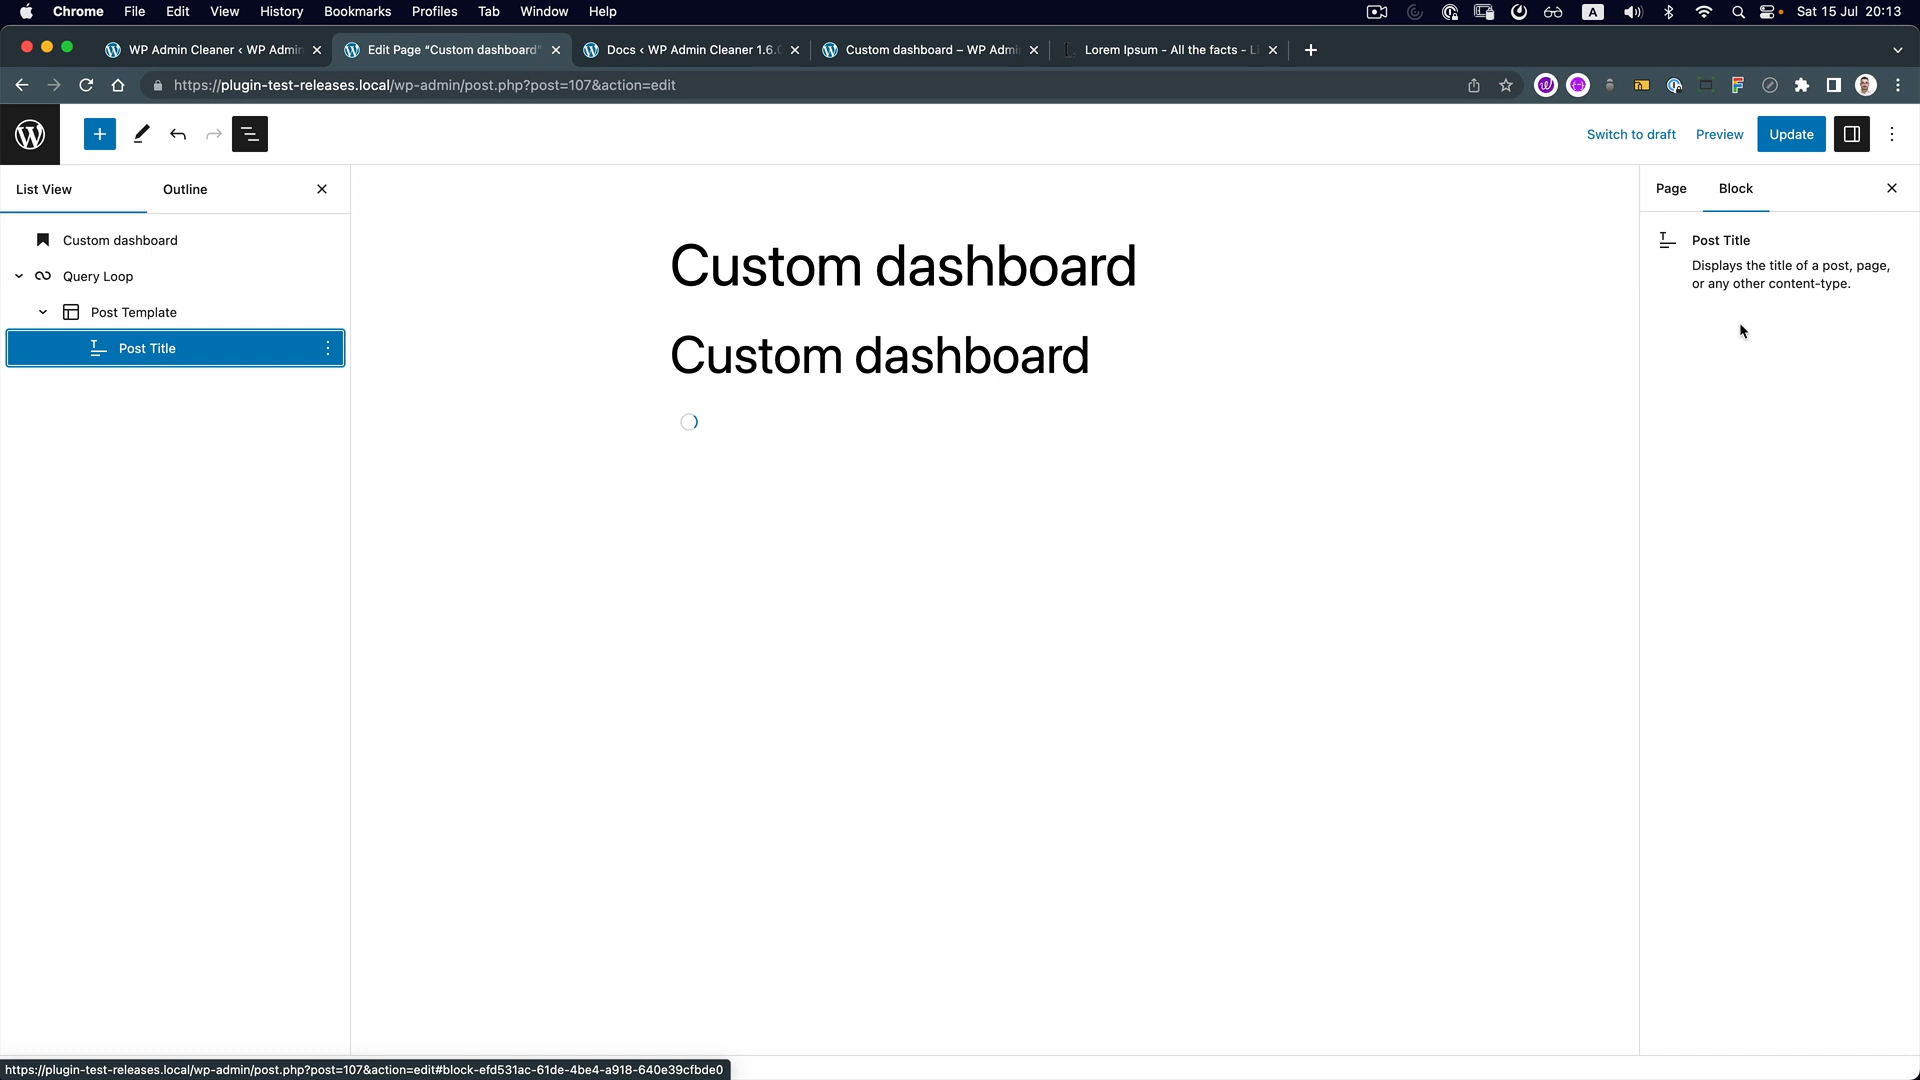 Chrome File Edit View History Bookmarks Profiles Tab Window Help A Sat 15 Jul 20:13
WP Admin Cleaner ‹ WP Admin Edit Page “Custom dashboard” Docs ‹ WP Admin Cleaner 1.6.0 Custom dashboard – WP Admi Lorem Ipsum - All the facts - Li
https://plugin-test-releases.local/wp-admin/post.php?post=107&action=edit
Switch to draft Preview Update
List View Outline Page Block
Custom dashboard
Query Loop
Post Template
Post Title
Custom dashboard
Custom dashboard
Post Title
Displays the title of a post, page,
or any other content-type.
https://plugin-test-releases.local/wp-admin/post.php?post=107&action=edit#block-efd531ac-61de-4be4-a918-640e39cfbde0